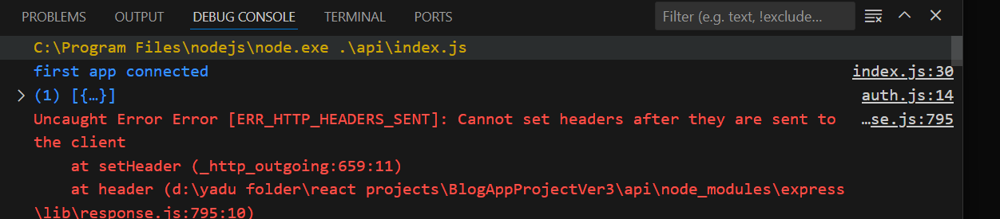 PROBLEMS OUTPUT DEBUG CONSOLE TERMINAL PORTS Filter (e.g. text, !exclude...
C:\Program Files\nodejs\node.exe .\api\index.js
first app connected index.js:30
(1) [{…}] auth.js:14
Uncaught Error Error [ERR_HTTP_HEADERS_SENT]: Cannot set headers after they are sent to …se.js:795
the client
at setHeader (_http_outgoing:659:11)
at header (d:\yadu folder\react projects\BlogAppProjectVer3\api\node_modules\express
\lib\response.js:795:10)